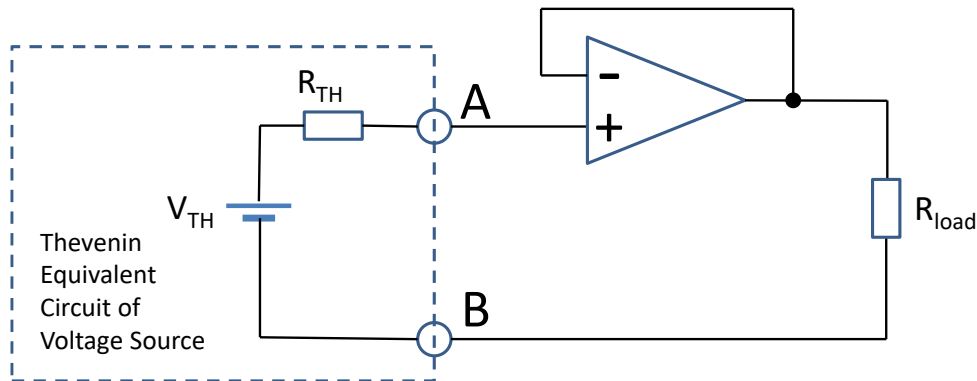 R_TH
A
-
+
V_TH
R_load
Thevenin
Equivalent
Circuit of
Voltage Source
B